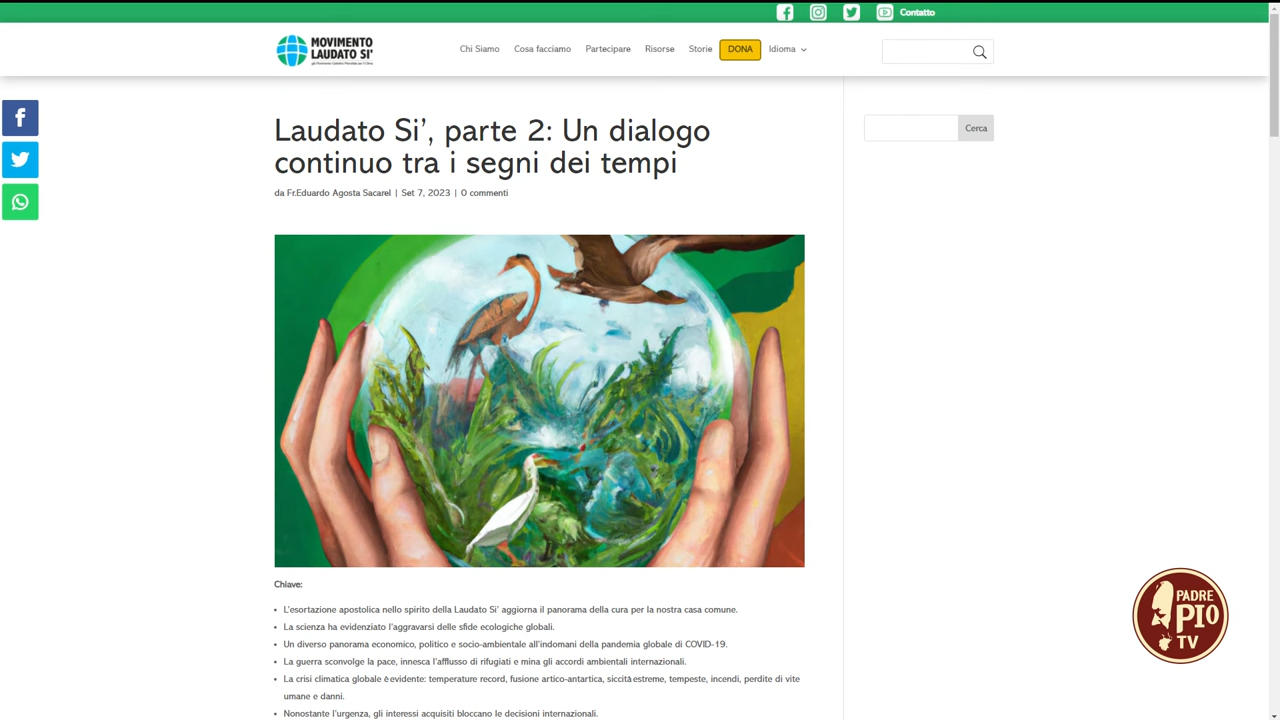 Contatto
MOVIMENTO
LAUDATO SI'
Chi Siamo
Cosa facciamo
Partecipare
Risorse
Storie
DONA
Idioma
Laudato Si’, parte 2: Un dialogo
continuo tra i segni dei tempi
da Fr.Eduardo Agosta Sacarel | Set 7, 2023 | 0 commenti
Cerca
Chiave:
L’esortazione apostolica nello spirito della Laudato Si’ aggiorna il panorama della cura per la nostra casa comune.
La scienza ha evidenziato l’aggravarsi delle sfide ecologiche globali.
Un diverso panorama economico, politico e socio-ambientale all’indomani della pandemia globale di COVID-19.
La guerra sconvolge la pace, innesca l’afflusso di rifugiati e mina gli accordi ambientali internazionali.
La crisi climatica globale è evidente: temperature record, fusione artico-antartica, siccità estreme, tempeste, incendi, perdite di vite
umane e danni.
Nonostante l’urgenza, gli interessi acquisiti bloccano le decisioni internazionali.
PADRE
PIO
TV